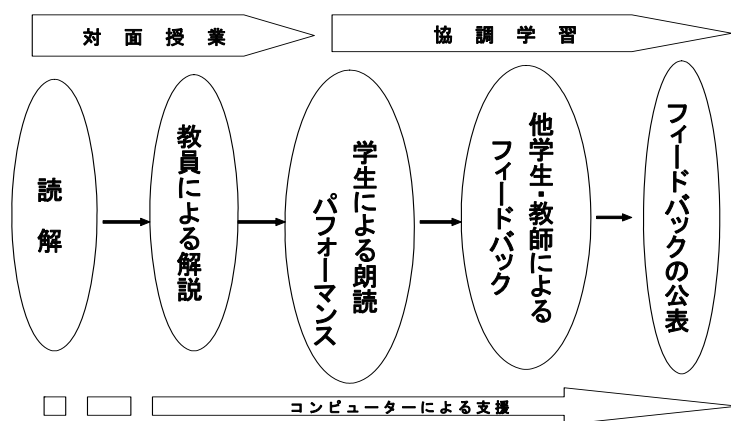 対面授業
協調学習
読解
教員による解説
学生による朗読
パフォーマンス
他学生・教師による
フィードバック
フィードバックの公表
コンピューターによる支援